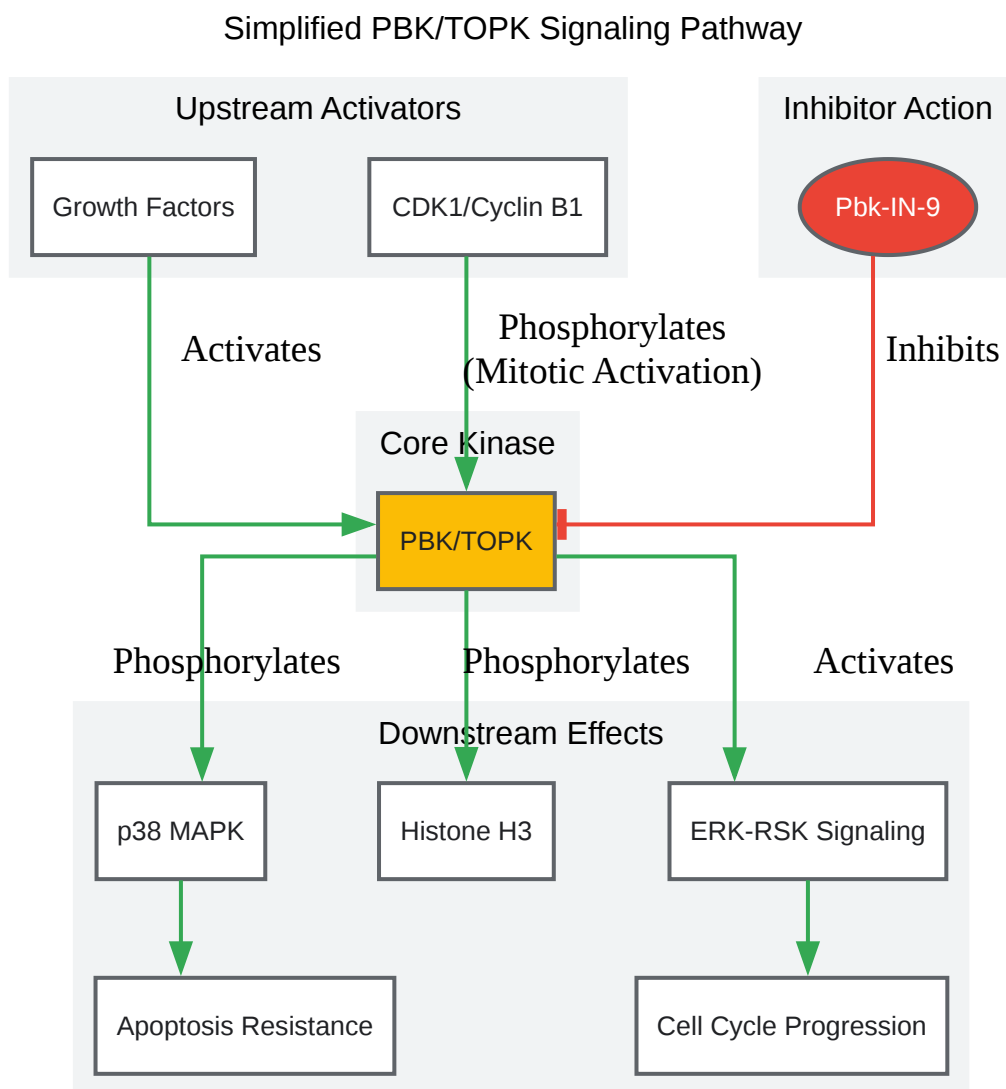 Simplified PBK/TOPK Signaling Pathway
Upstream Activators
Inhibitor Action
Growth Factors
CDK1/Cyclin B1
Pbk-IN-9
Activates
Phosphorylates
(Mitotic Activation)
Inhibits
Core Kinase
PBK/TOPK
Phosphorylates
Phosphorylates
Activates
Downstream Effects
p38 MAPK
Histone H3
ERK-RSK Signaling
Apoptosis Resistance
Cell Cycle Progression